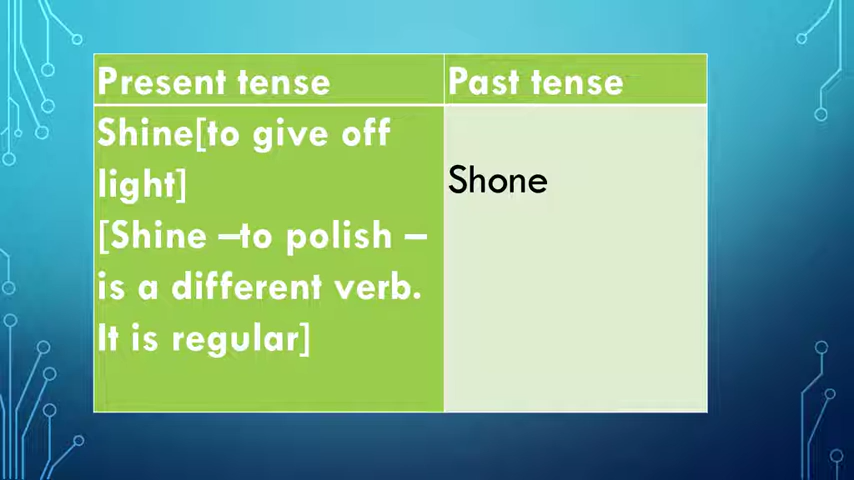 Present tense
Past tense
Shine[to give off
light]
[Shine –to polish –
is a different verb.
It is regular]
Shone